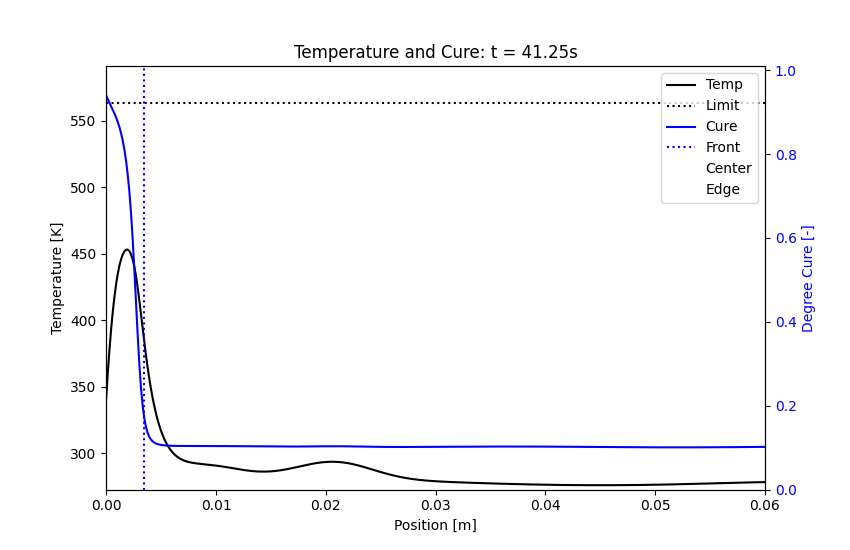 Temperature and Cure: t = 41.25s
Temp
Limit
Cure
Front
Center
Edge
550
500
450
400
350
300
Temperature [K]
1.0
0.8
0.6
0.4
0.2
0.0
Degree Cure [-]
0.00 0.01 0.02 0.03 0.04 0.05 0.06
Position [m]